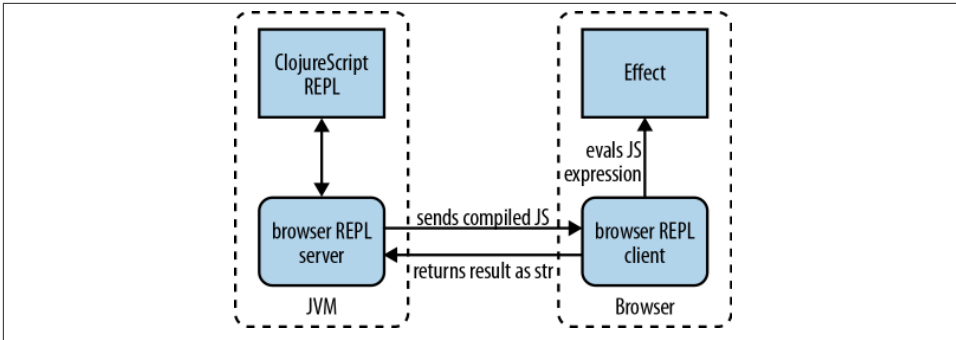 ClojureScript
REPL
Effect
evals JS
expression
browser REPL
server
sends compiled JS
returns result as str
browser REPL
client
JVM
Browser